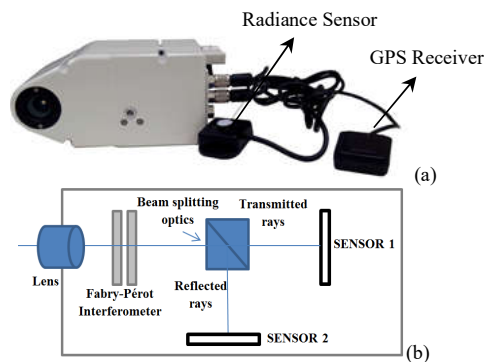 Radiance Sensor
GPS Receiver
(a)
Beam splitting
optics
Transmitted
rays
SENSOR 1
Lens
Fabry-Pérot
Interferometer
Reflected
rays
SENSOR 2
(b)